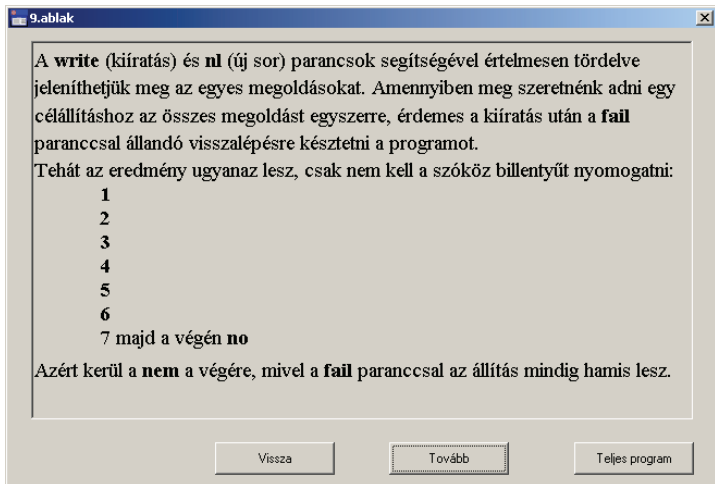 9.ablak
A write (kiíratás) és nl (új sor) parancsok segítségével értelmesen tördelve
jeleníthetjük meg az egyes megoldásokat. Amennyiben meg szeretnénk adni egy
célállításhoz az összes megoldást egyszerre, érdemes a kiíratás után a fail
paranccsal állandó visszalépésre késztetni a programot.
Tehát az eredmény ugyanaz lesz, csak nem kell a szóköz billentyűt nyomogatni:
1
2
3
4
5
6
7 majd a végén no
Azért kerül a nem a végére, mivel a fail paranccsal az állítás mindig hamis lesz.
Vissza Tovább Teljes program